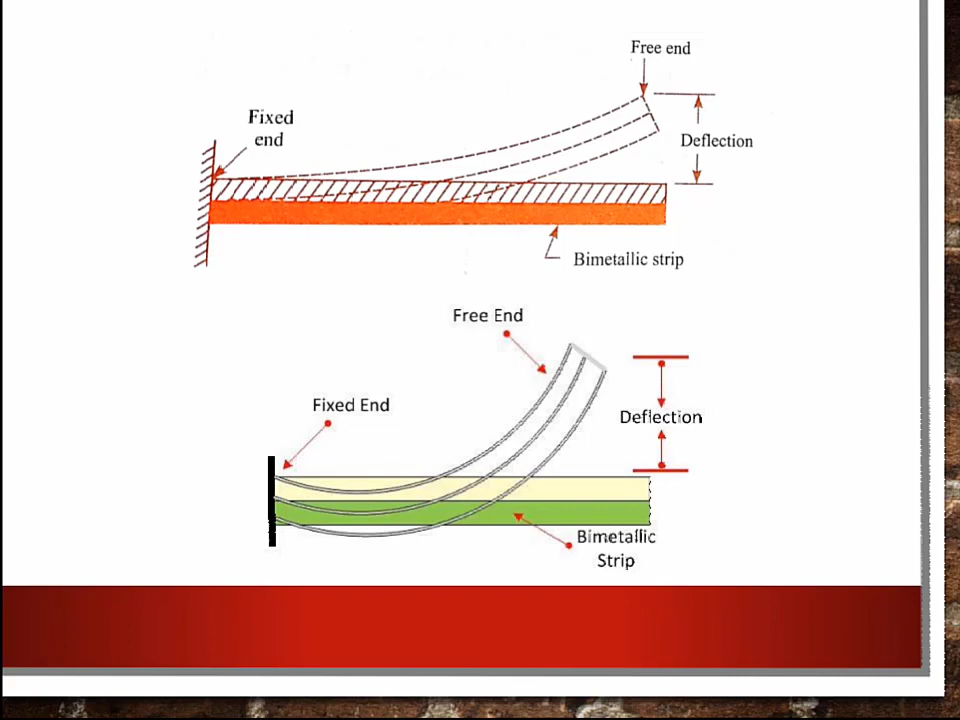 Free end
Fixed
end
Deflection
Bimetallic strip
Free End
Fixed End
Deflection
Bimetallic
Strip